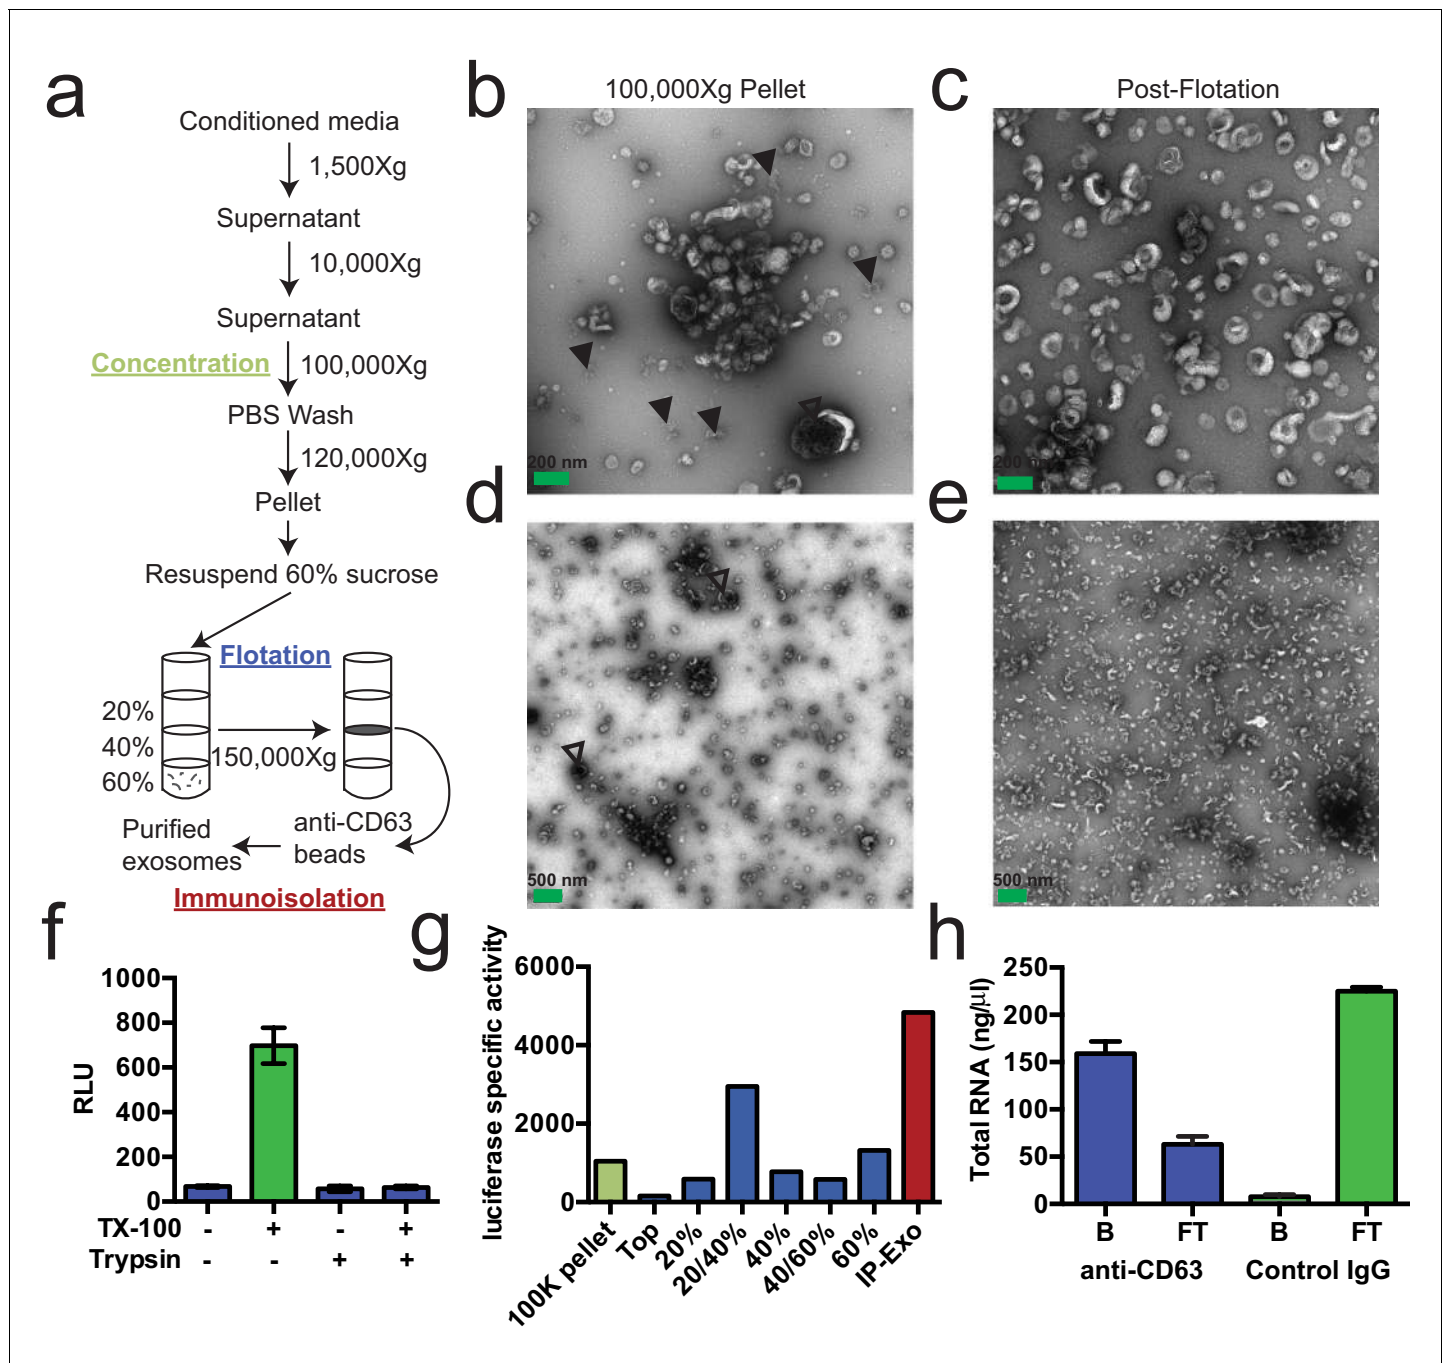 a
Conditioned media
1,500Xg
Supernatant
10,000Xg
Supernatant
Concentration
100,000Xg
PBS Wash
120,000Xg
Pellet
Resuspend 60% sucrose
Flotation
20%
40%
60%
150,000Xg
anti-CD63
beads
Purified
exosomes
Immunoisolation
b
100,000Xg Pellet
200 nm
c
Post-Flotation
200 nm
d
500 nm
e
500 nm
f
RLU
1000
800
600
400
200
0
TX-100 - + - +
Trypsin - - + +
g
luciferase specific activity
6000
4000
2000
0
100K pellet
Top
20%
20/40%
40%
40/60%
60%
IP-Exo
h
Total RNA (ng/µl)
250
200
150
100
50
0
B FT B FT
anti-CD63 Control IgG